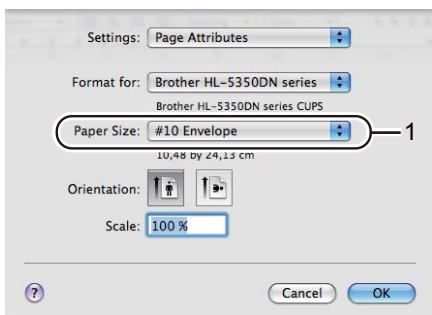 Settings: Page Attributes
Format for: Brother HL-5350DN series
Brother HL-5350DN series CUPS
Paper Size: #10 Envelope 1
10,48 by 24,13 cm
Orientation:
Scale: 100 %
? Cancel OK